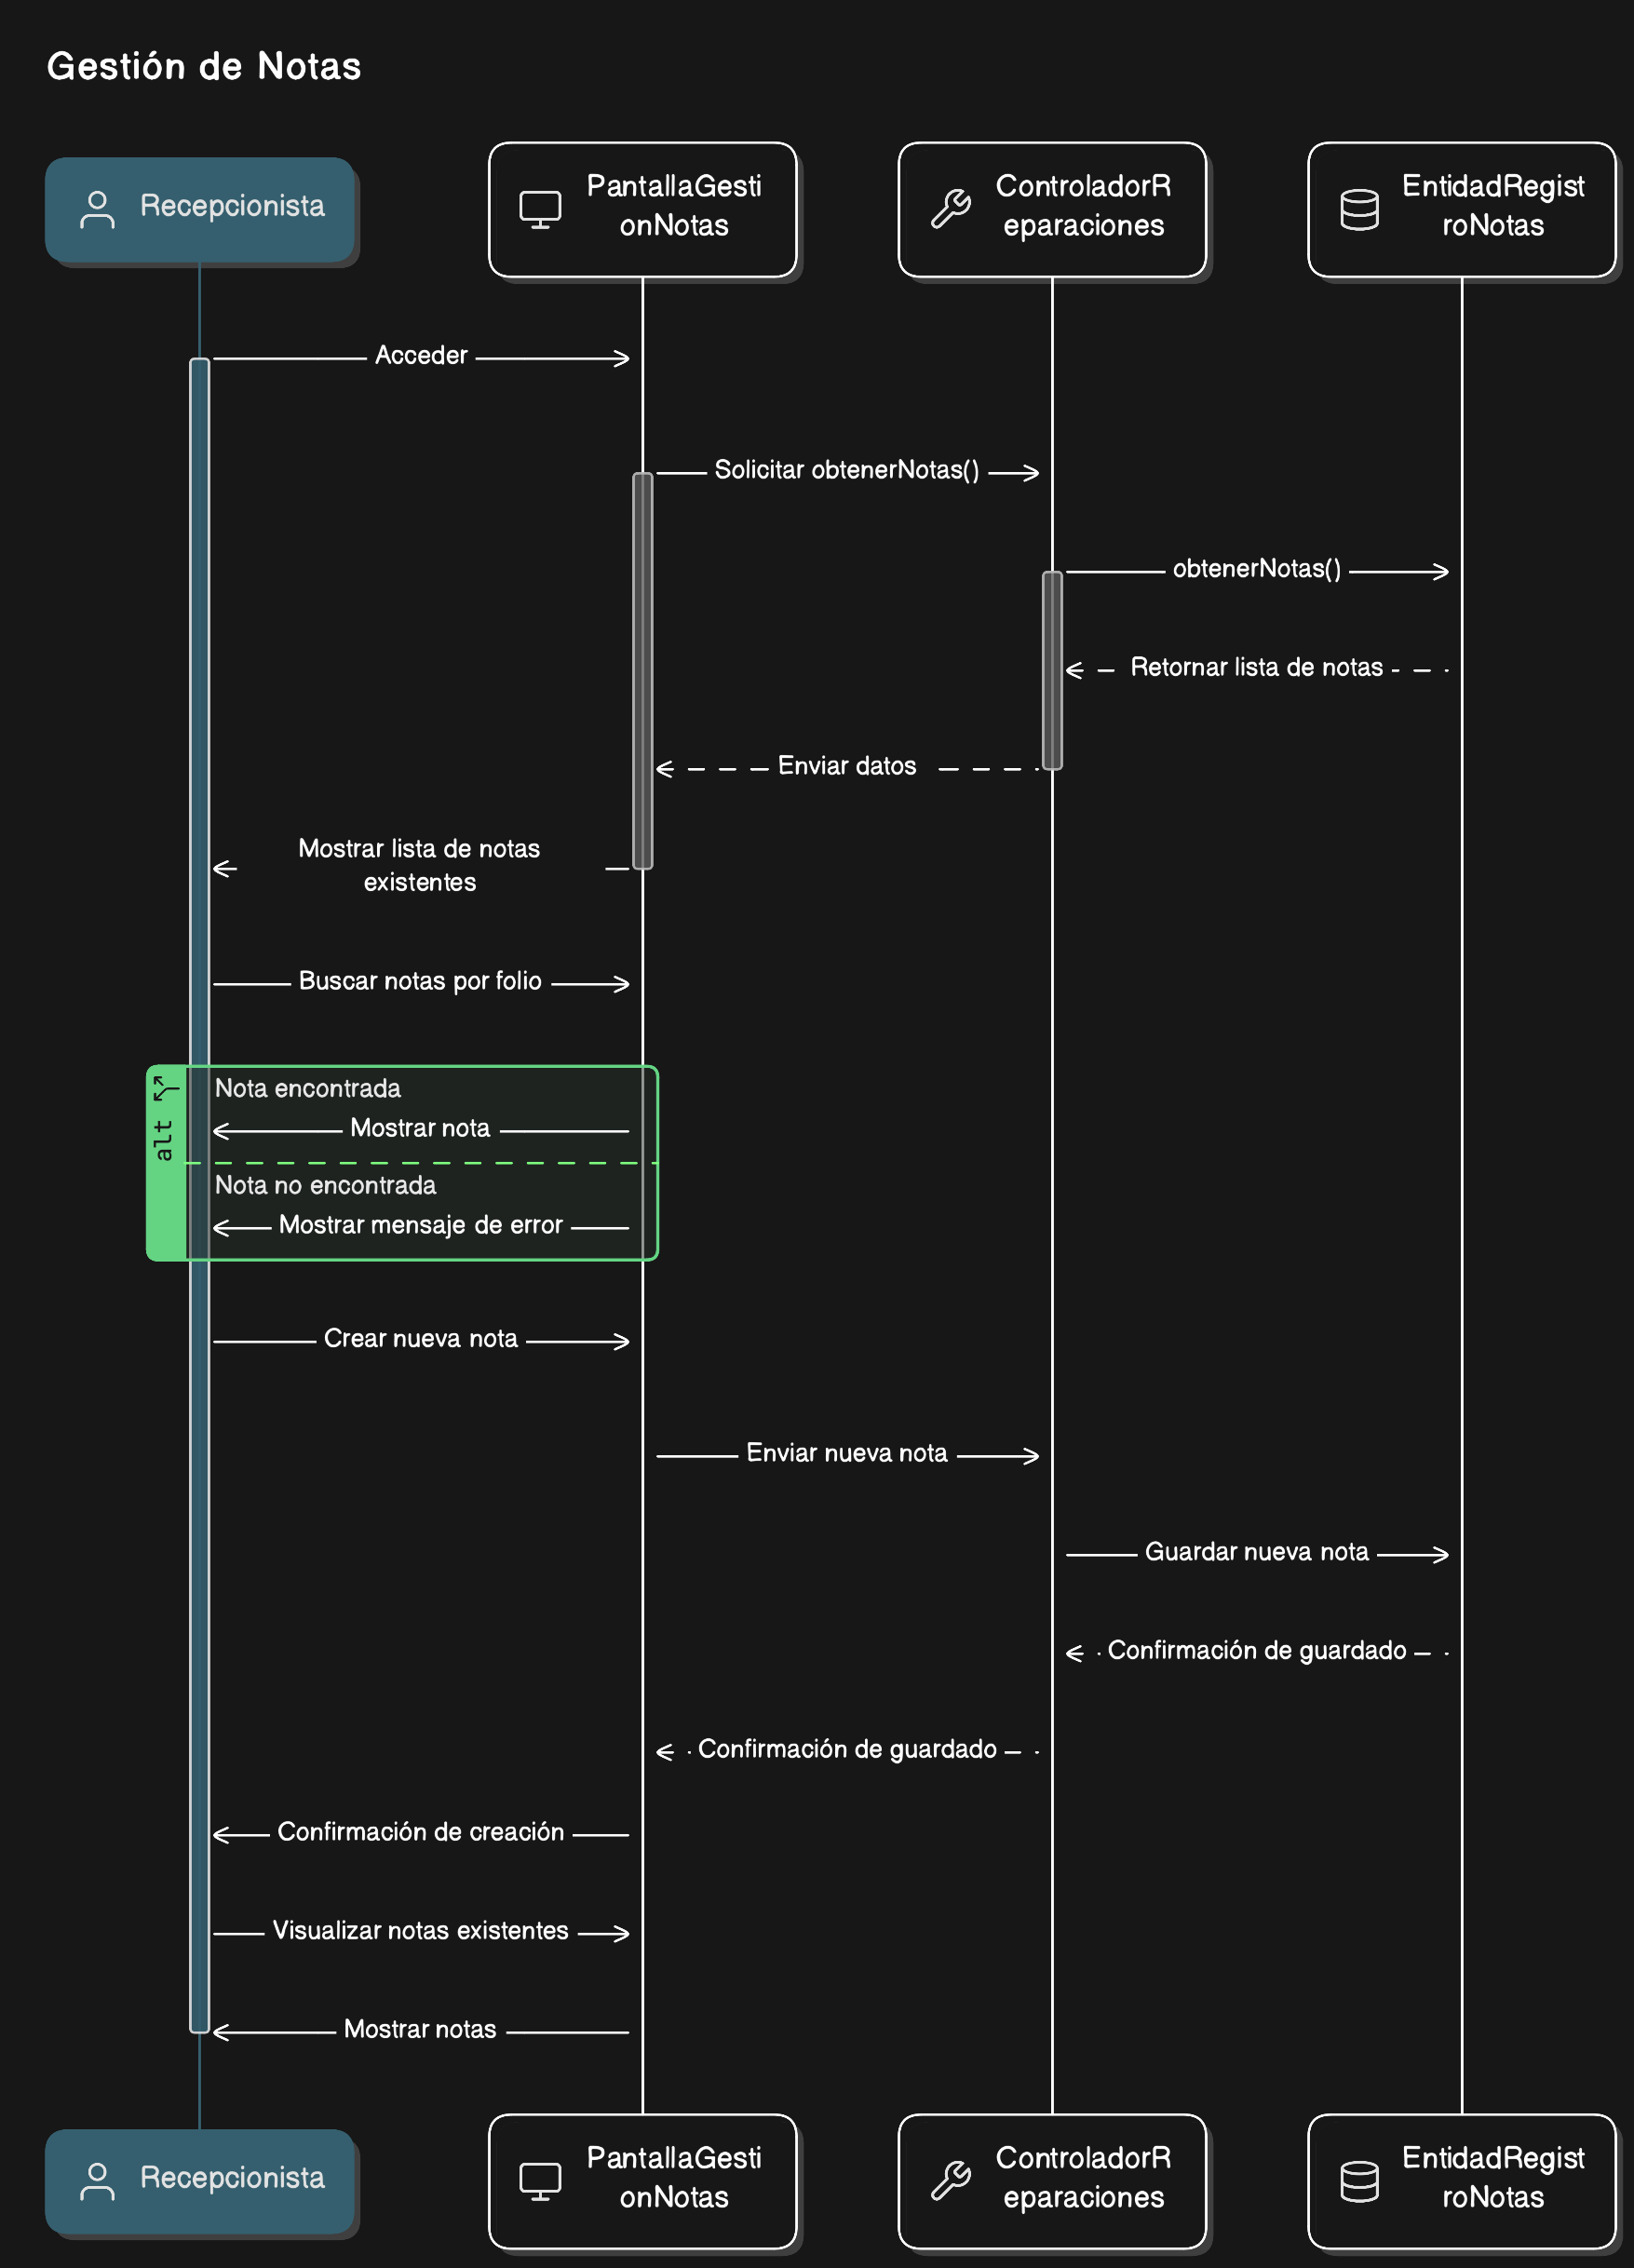 Gestión de Notas
Recepcionista
PantallaGesti
onNotas
ControladorR
eparaciones
EntidadRegist
roNotas
Acceder
Solicitar obtenerNotas()
obtenerNotas()
Retornar lista de notas
Enviar datos
Mostrar lista de notas
existentes
Buscar notas por folio
alt
Nota encontrada
Mostrar nota
Nota no encontrada
Mostrar mensaje de error
Crear nueva nota
Enviar nueva nota
Guardar nueva nota
Confirmación de guardado
Confirmación de guardado
Confirmación de creación
Visualizar notas existentes
Mostrar notas
Recepcionista
PantallaGesti
onNotas
ControladorR
eparaciones
EntidadRegist
roNotas